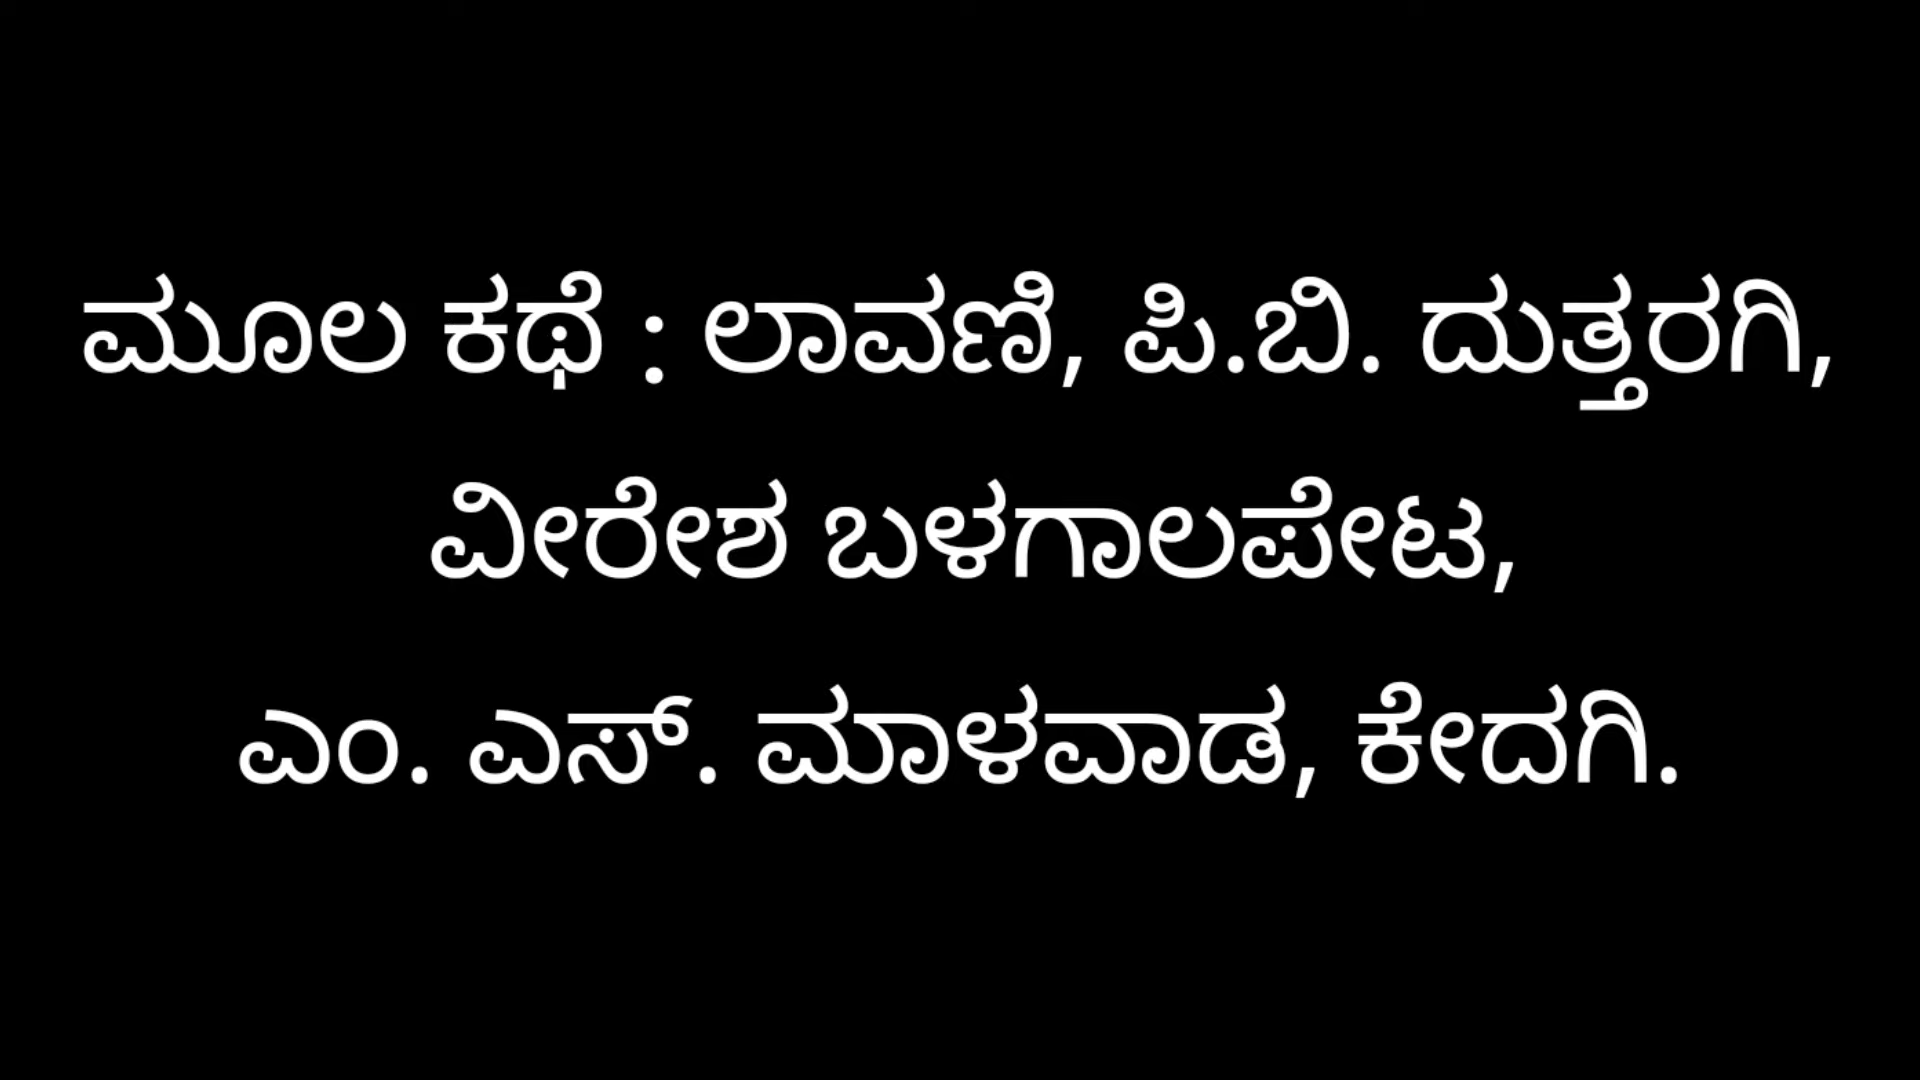 ಮೂಲ ಕಥೆ : ಲಾವಣಿ, ಪಿ.ಬಿ. ದುತ್ತರಗಿ,
ವೀರೇಶ ಬಳಗಾಲಪೇಟ,
ಎಂ. ಎಸ್. ಮಾಳವಾಡ, ಕೇದಗಿ.